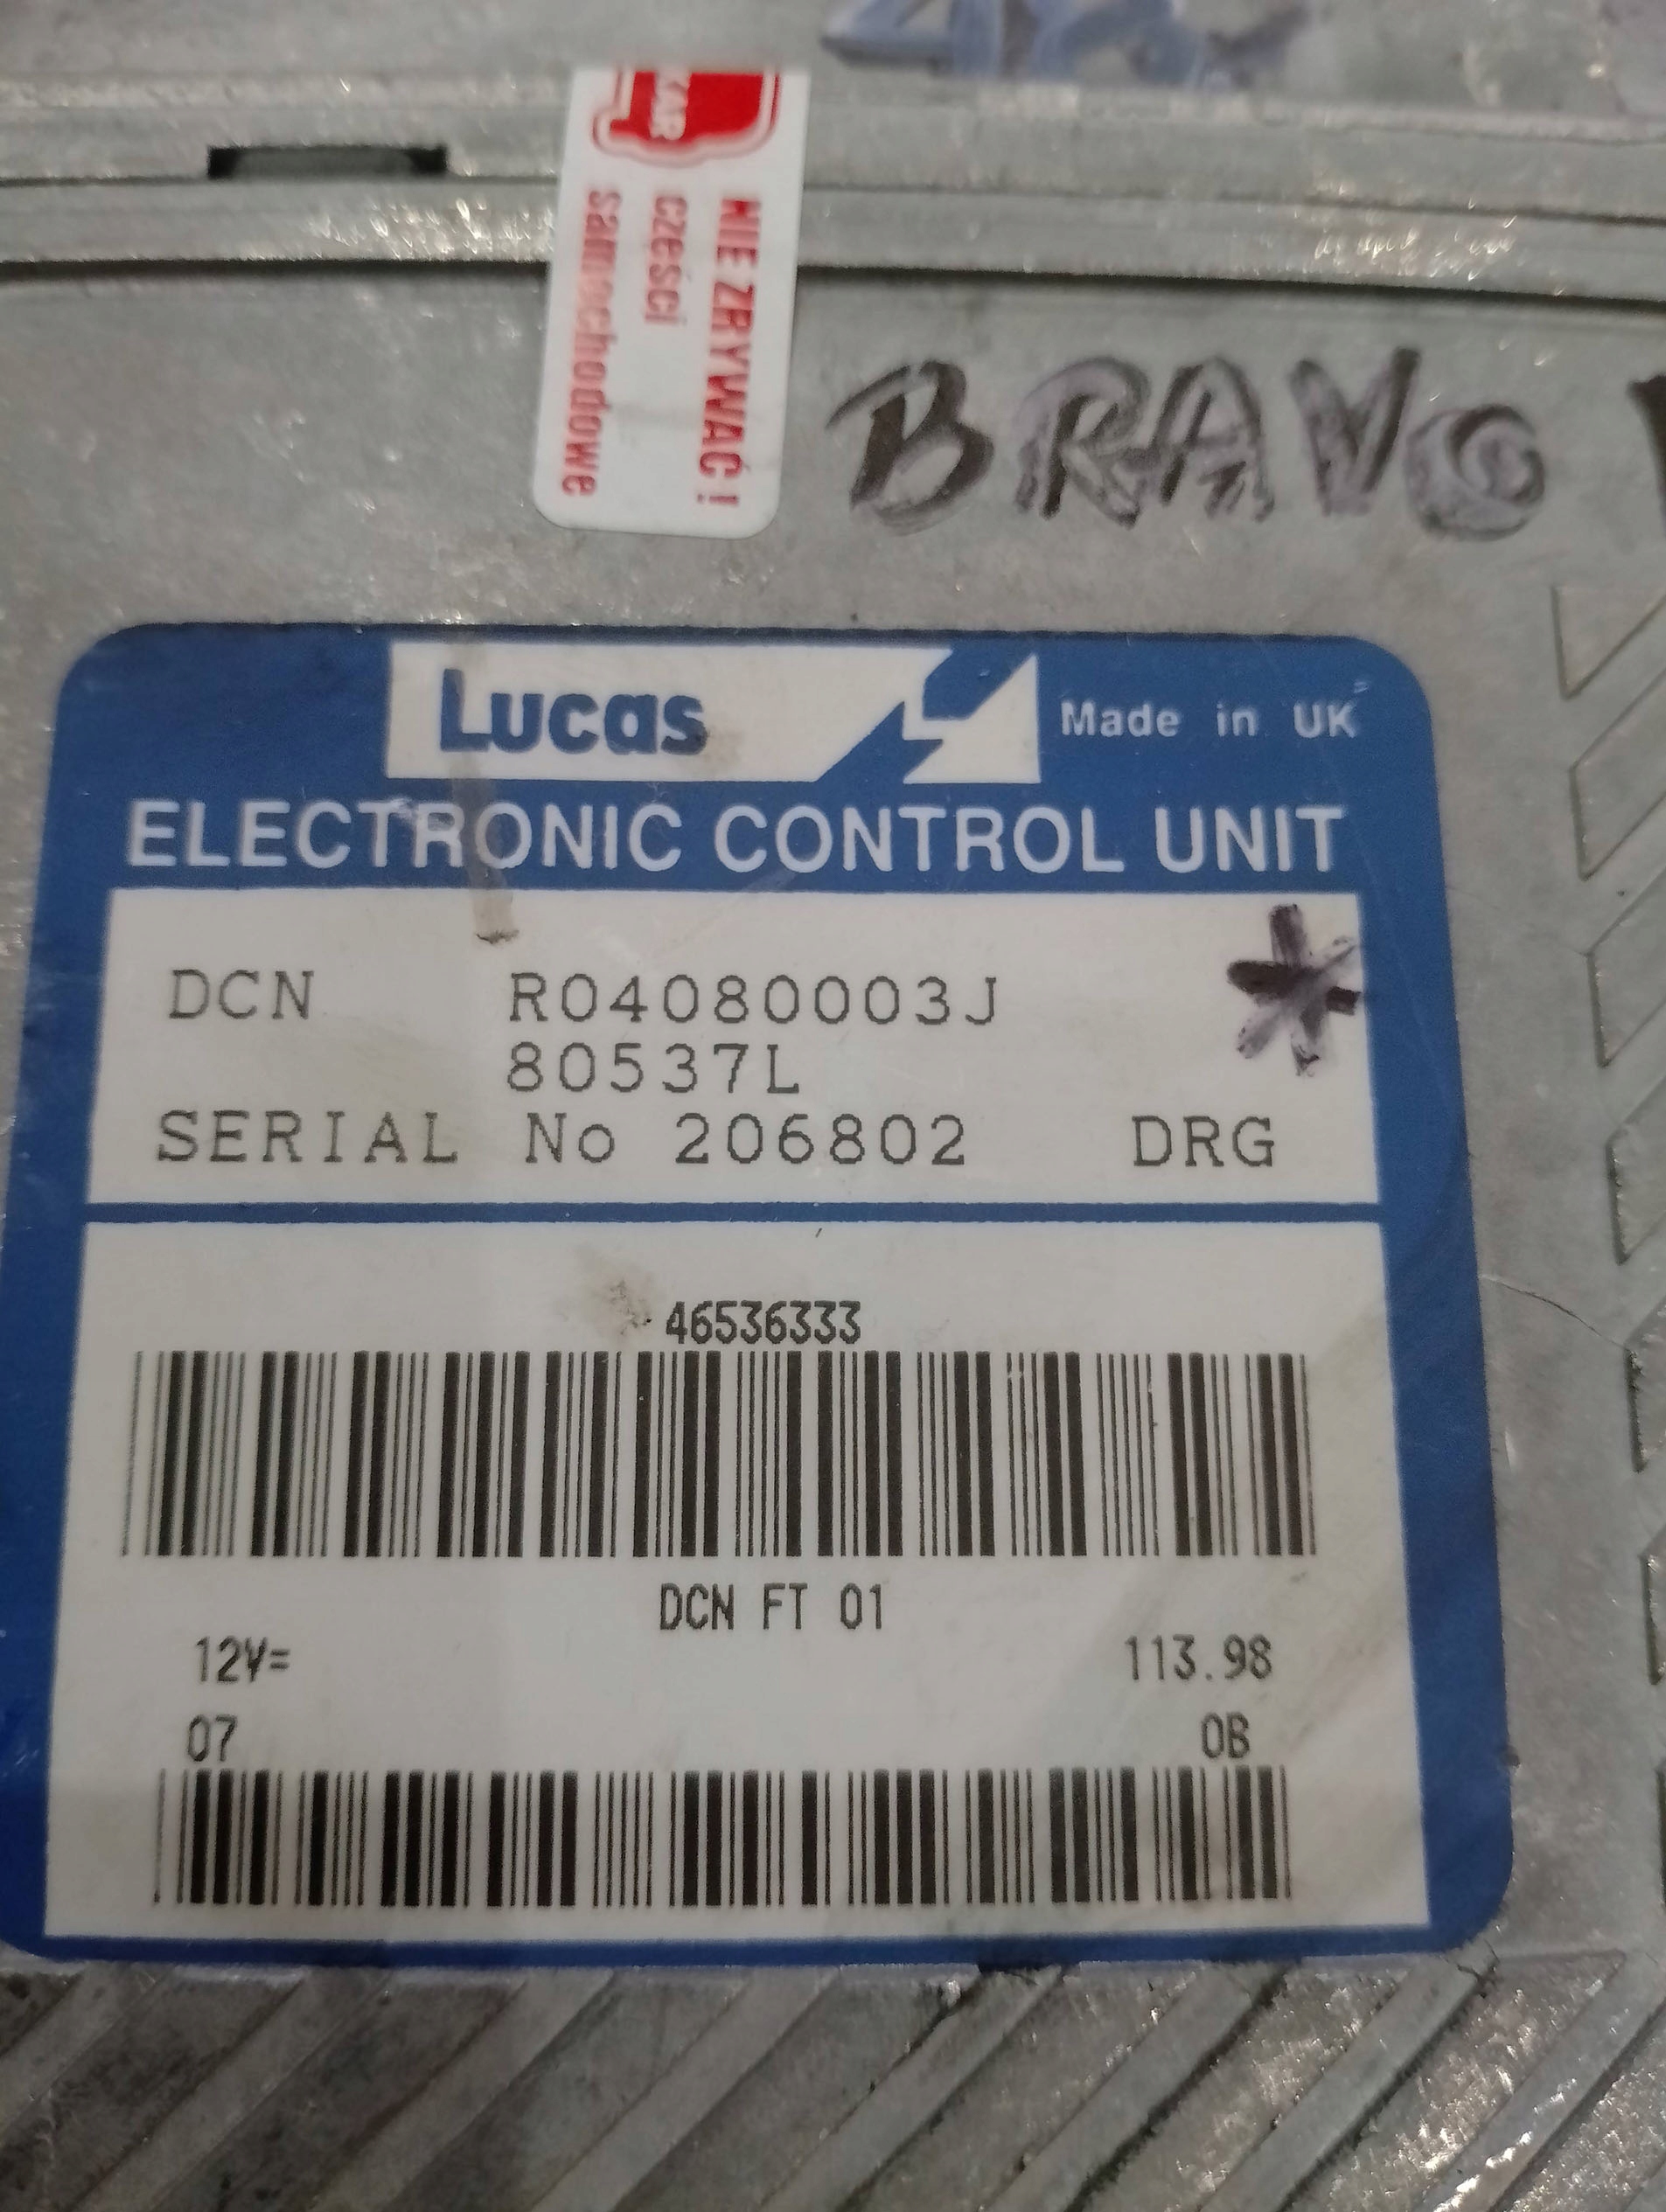 KAR
NIE ZRYWAĆ!
części
samochodowe
BRAVO
Lucas
Made in UK
ELECTRONIC CONTROL UNIT
DCN R04080003J
80537L
SERIAL No 206802 DRG
46536333
DCN FT 01
12V=
113.98
07
0B